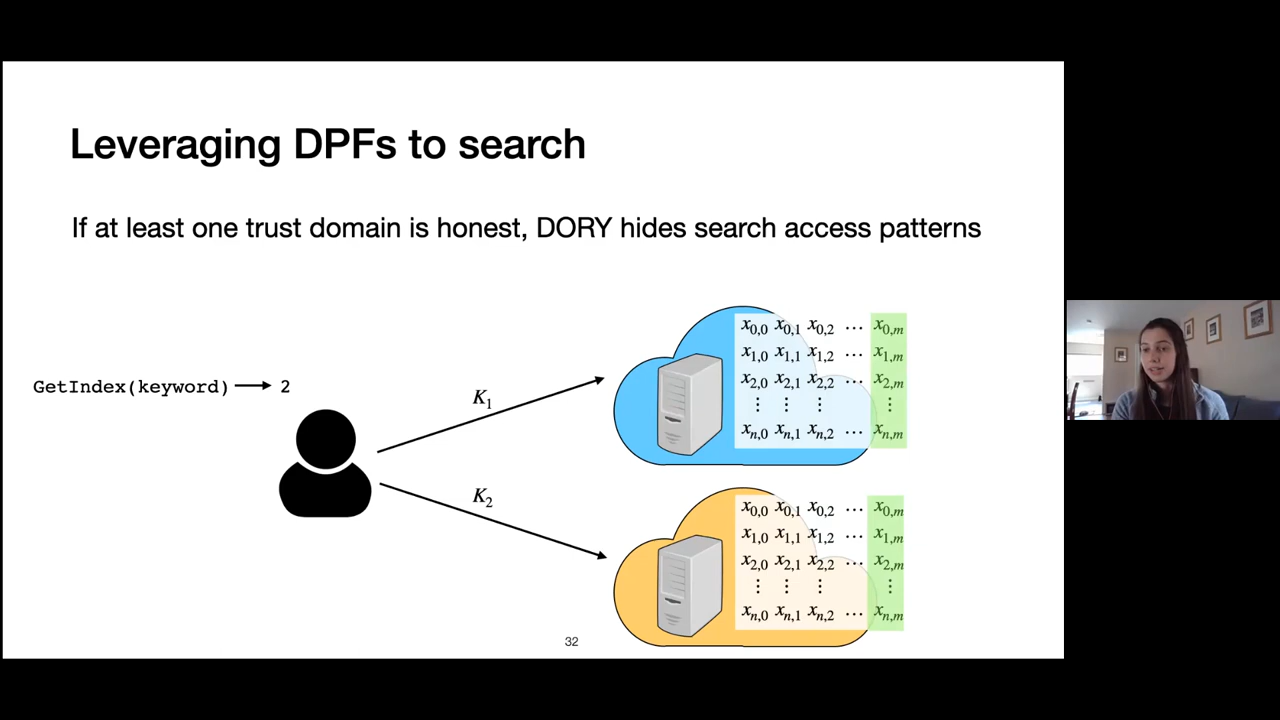 Leveraging DPFs to search
If at least one trust domain is honest, DORY hides search access patterns
GetIndex(keyword) → 2
K₁
K₂
x₀,₀ x₀,₁ x₀,₂ ⋯ x₀,ₘ
x₁,₀ x₁,₁ x₁,₂ ⋯ x₁,ₘ
x₂,₀ x₂,₁ x₂,₂ ⋯ x₂,ₘ
⋮ ⋮ ⋮ ⋮
xₙ,₀ xₙ,₁ xₙ,₂ ⋯ xₙ,ₘ
x₀,₀ x₀,₁ x₀,₂ ⋯ x₀,ₘ
x₁,₀ x₁,₁ x₁,₂ ⋯ x₁,ₘ
x₂,₀ x₂,₁ x₂,₂ ⋯ x₂,ₘ
⋮ ⋮ ⋮ ⋮
xₙ,₀ xₙ,₁ xₙ,₂ ⋯ xₙ,ₘ
32